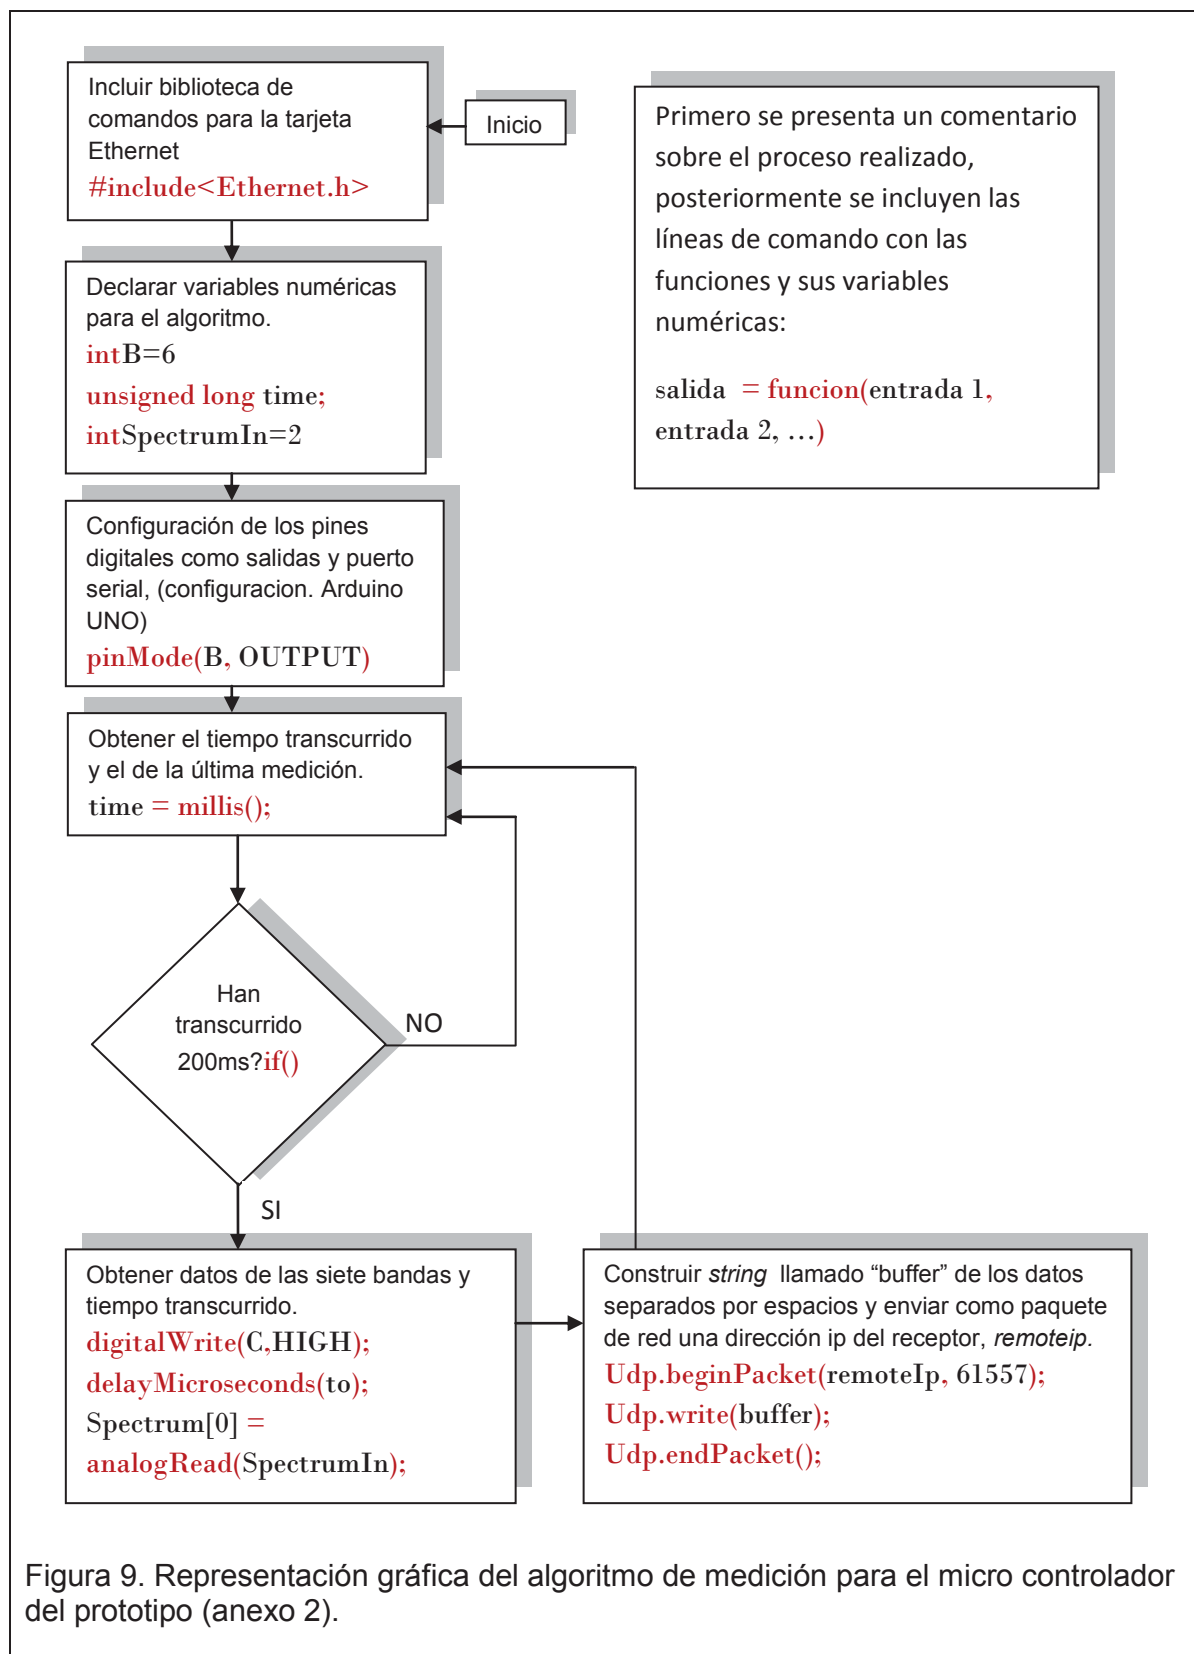 Inicio
Incluir biblioteca de
comandos para la tarjeta
Ethernet
#include<Ethernet.h>
Declarar variables numéricas
para el algoritmo.
intB=6
unsigned long time;
intSpectrumIn=2
Configuración de los pines
digitales como salidas y puerto
serial, (configuracion. Arduino
UNO)
pinMode(B, OUTPUT)
Obtener el tiempo transcurrido
y el de la última medición.
time = millis();
Han
transcurrido
200ms?if()
NO
SI
Obtener datos de las siete bandas y
tiempo transcurrido.
digitalWrite(C,HIGH);
delayMicroseconds(to);
Spectrum[0] =
analogRead(SpectrumIn);
Construir string llamado “buffer” de los datos
separados por espacios y enviar como paquete
de red una dirección ip del receptor, remoteip.
Udp.beginPacket(remoteIp, 61557);
Udp.write(buffer);
Udp.endPacket();
Primero se presenta un comentario
sobre el proceso realizado,
posteriormente se incluyen las
líneas de comando con las
funciones y sus variables
numéricas:
salida = funcion(entrada 1,
entrada 2, …)
Figura 9. Representación gráfica del algoritmo de medición para el micro controlador
del prototipo (anexo 2).